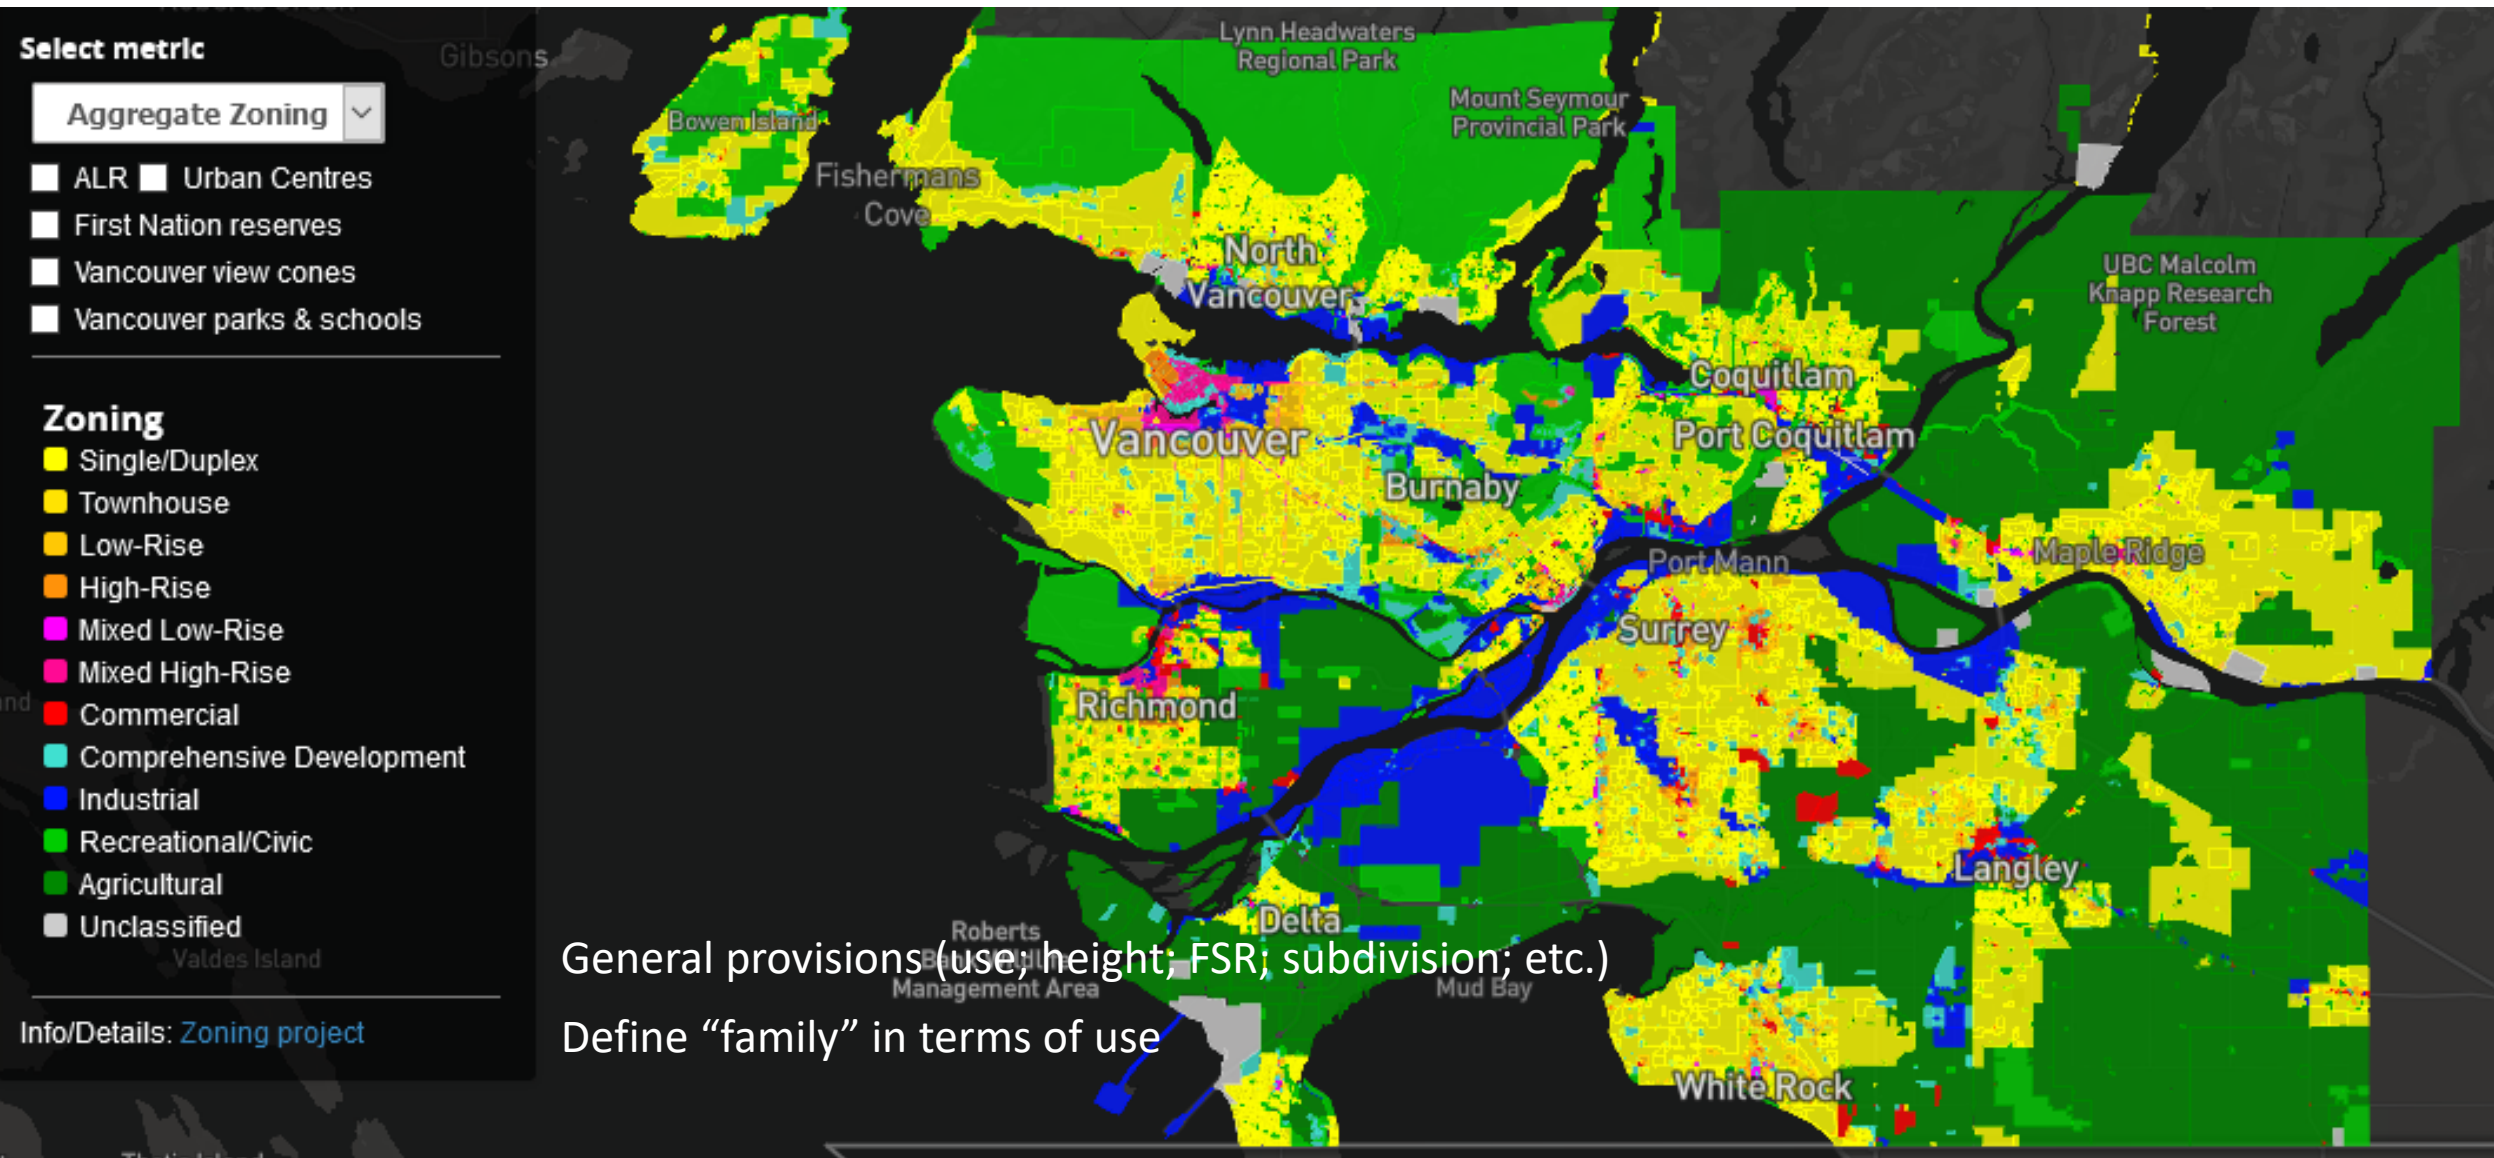 Roberts Creek
Select metric
Gibsons
Aggregate Zoning
ALR Urban Centres
First Nation reserves
Vancouver view cones
Vancouver parks & schools
Zoning
Single/Duplex
Townhouse
Low-Rise
High-Rise
Mixed Low-Rise
Mixed High-Rise
Commercial
Comprehensive Development
Industrial
Recreational/Civic
Agricultural
Unclassified
Valdes Island
Info/Details: Zoning project
Lynn Headwaters
Regional Park
Mount Seymour
Provincial Park
Bowen Island
Fishermans
Cove
North
Vancouver
UBC Malcolm
Knapp Research
Forest
Coquitlam
Port Coquitlam
Vancouver
Burnaby
Port Mann
Maple Ridge
Surrey
Richmond
Langley
Delta
Roberts
Management Area
Mud Bay
White Rock
General provisions (use; height; FSR; subdivision; etc.)
Define “family” in terms of use